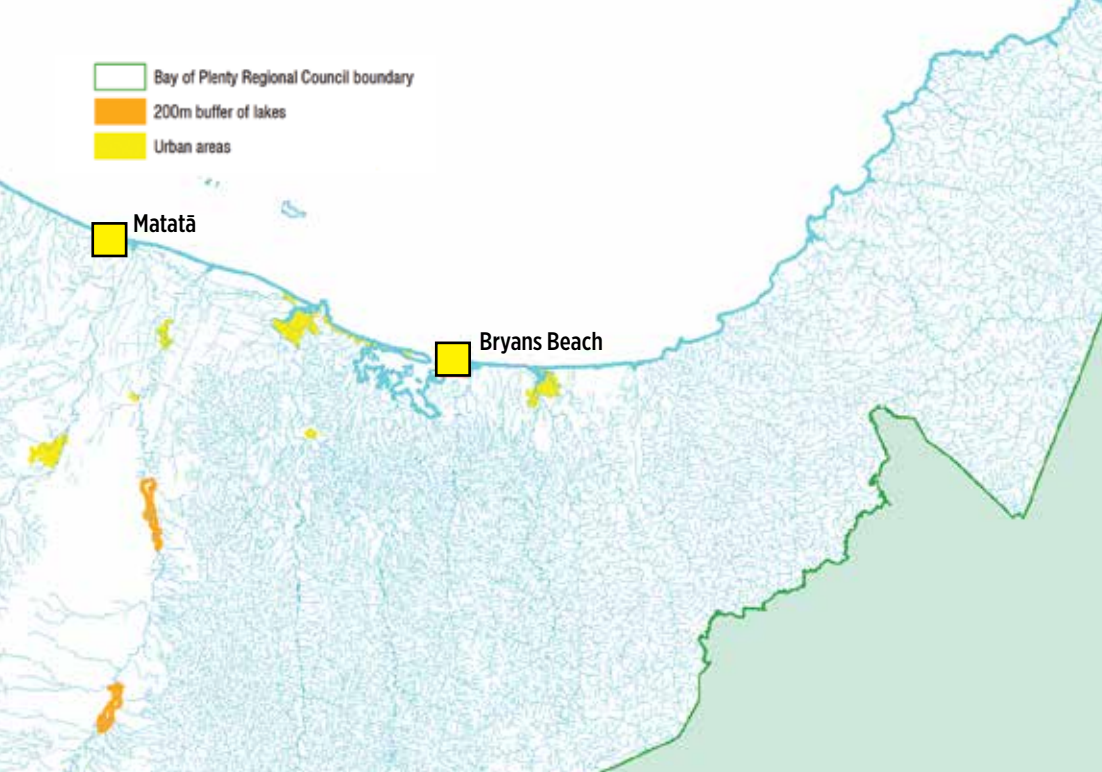 Bay of Plenty Regional Council boundary
200m buffer of lakes
Urban areas
Matatā
Bryans Beach